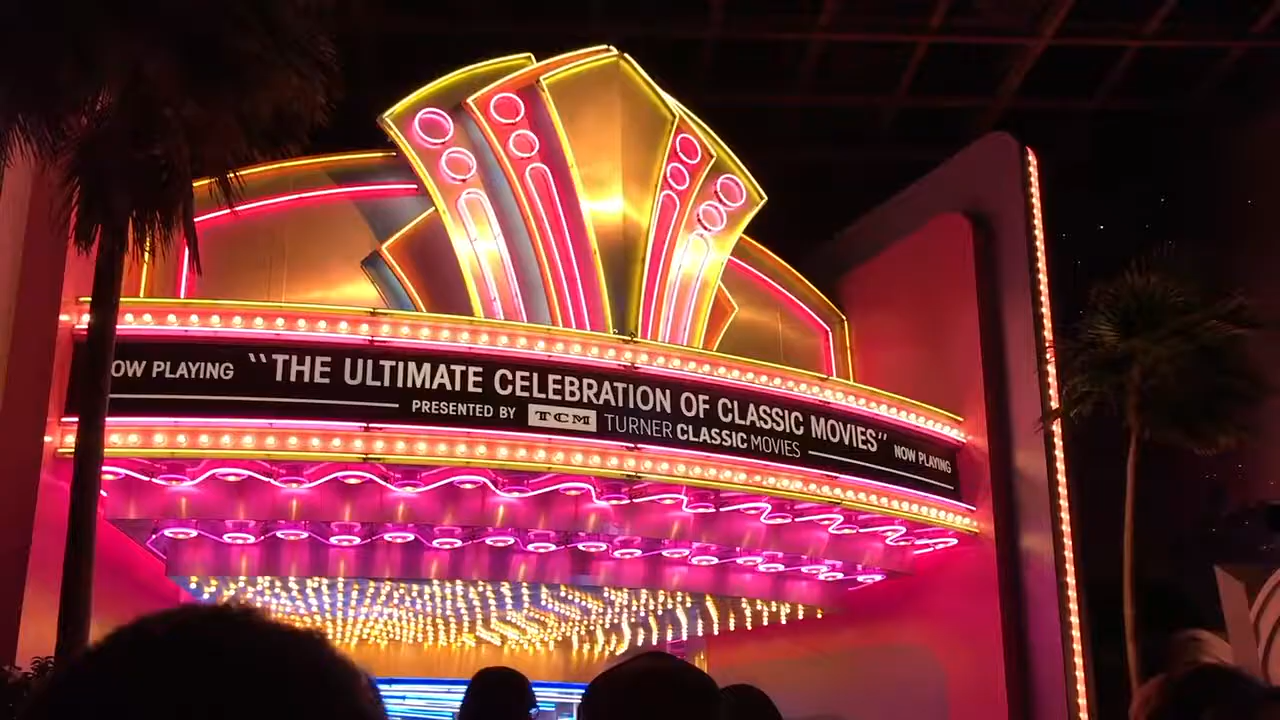 OW PLAYING "THE ULTIMATE CELEBRATION OF CLASSIC MOVIES" NOW PLAYING
PRESENTED BY TCM TURNER CLASSIC MOVIES